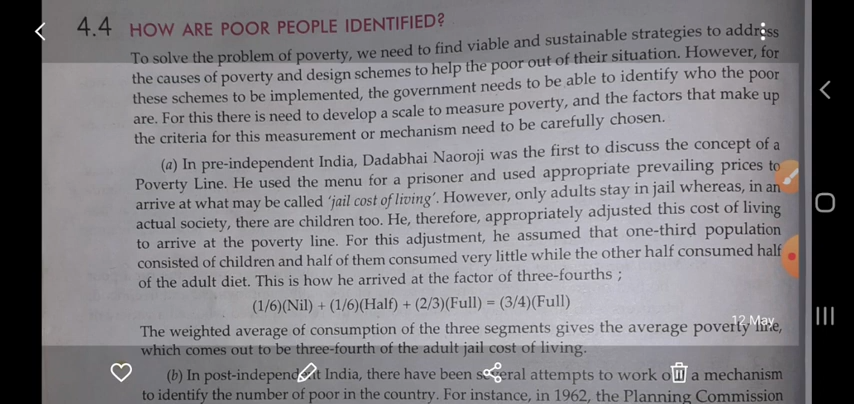 4.4 HOW ARE POOR PEOPLE IDENTIFIED?
To solve the problem of poverty, we need to find viable and sustainable strategies to address
the causes of poverty and design schemes to help the poor out of their situation. However, for
these schemes to be implemented, the government needs to be able to identify who the poor
are. For this there is need to develop a scale to measure poverty, and the factors that make up
the criteria for this measurement or mechanism need to be carefully chosen.
(a) In pre-independent India, Dadabhai Naoroji was the first to discuss the concept of a
Poverty Line. He used the menu for a prisoner and used appropriate prevailing prices to
arrive at what may be called 'jail cost of living'. However, only adults stay in jail whereas, in an
actual society, there are children too. He, therefore, appropriately adjusted this cost of living
to arrive at the poverty line. For this adjustment, he assumed that one-third population
consisted of children and half of them consumed very little while the other half consumed half
of the adult diet. This is how he arrived at the factor of three-fourths ;
(1/6)(Nil) + (1/6)(Half) + (2/3)(Full) = (3/4)(Full)
12 May
The weighted average of consumption of the three segments gives the average poverty line,
which comes out to be three-fourth of the adult jail cost of living.
(b) In post-independent India, there have been several attempts to work out a mechanism
to identify the number of poor in the country. For instance, in 1962, the Planning Commission